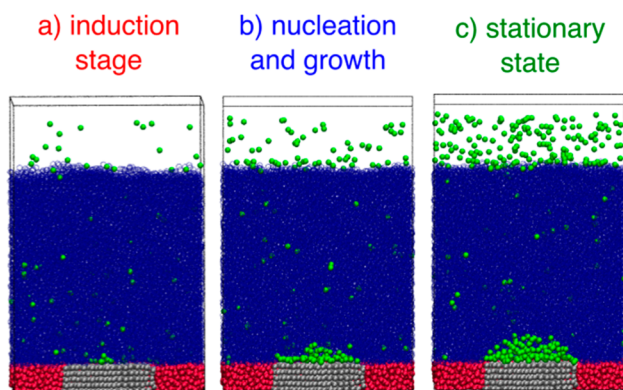 a) induction
stage
b) nucleation
and growth
c) stationary
state